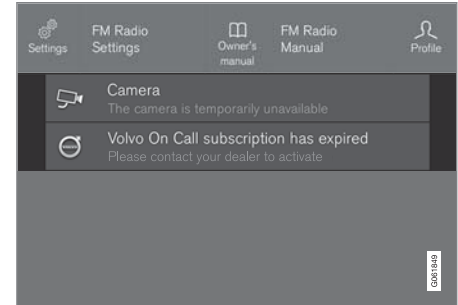 FM Radio
Settings
Settings
Owner's
manual
FM Radio
Manual
Profile
Camera
The camera is temporarily unavailable
Volvo On Call subscription has expired
Please contact your dealer to activate
G061849